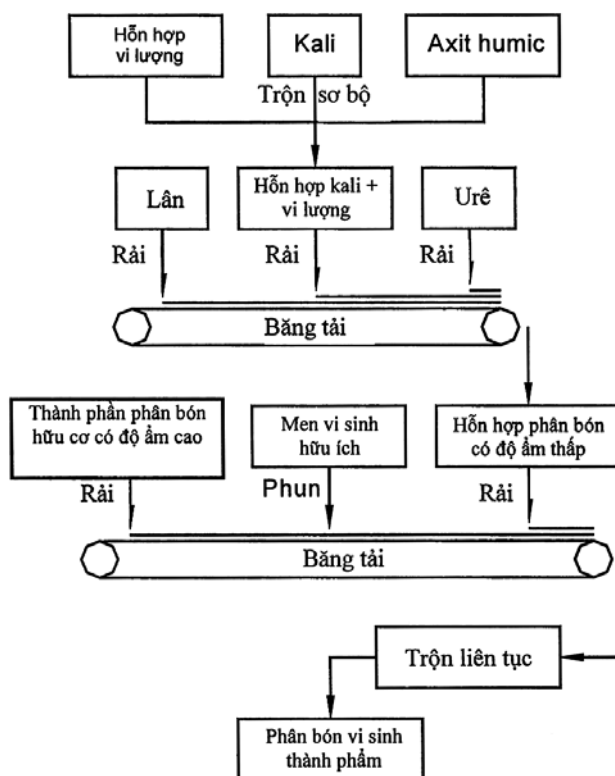 Hỗn hợp
vi lượng
Kali
Axit humic
Trộn sơ bộ
Lân
Hỗn hợp kali +
vi lượng
Urê
Rải
Rải
Rải
Băng tải
Thành phần phân bón
hữu cơ có độ ẩm cao
Men vi sinh
hữu ích
Hỗn hợp phân bón
có độ ẩm thấp
Rải
Phun
Rải
Băng tải
Trộn liên tục
Phân bón vi sinh
thành phẩm